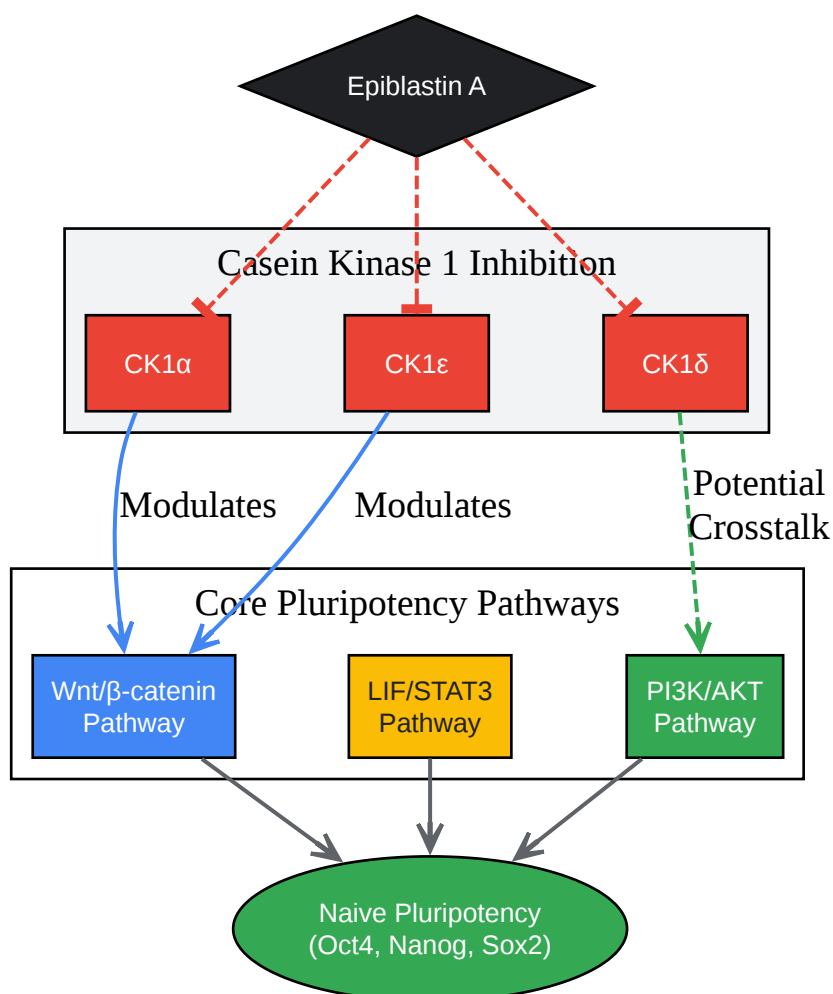 Epiblastin A
Casein Kinase 1 Inhibition
CK1α
CK1ε
CK1δ
Modulates
Modulates
Potential
Crosstalk
Core Pluripotency Pathways
Wnt/β-catenin
Pathway
LIF/STAT3
Pathway
PI3K/AKT
Pathway
Naive Pluripotency
(Oct4, Nanog, Sox2)